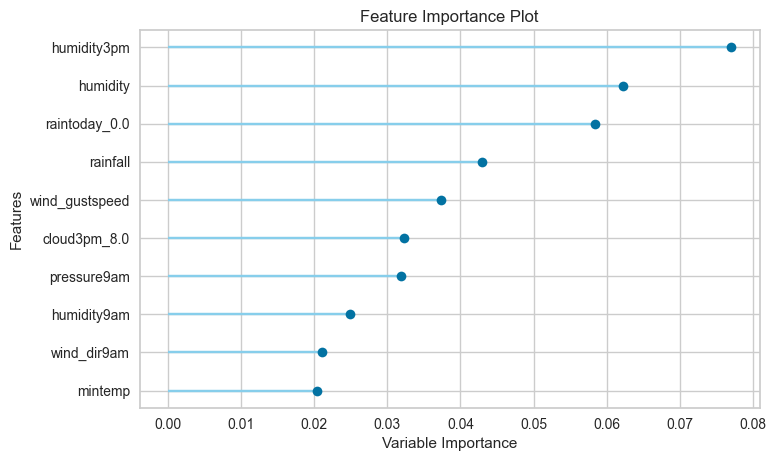 Feature Importance Plot
humidity3pm
humidity
raintoday_0.0
rainfall
wind_gustspeed
cloud3pm_8.0
pressure9am
humidity9am
wind_dir9am
mintemp
Features
0.00 0.01 0.02 0.03 0.04 0.05 0.06 0.07 0.08
Variable Importance